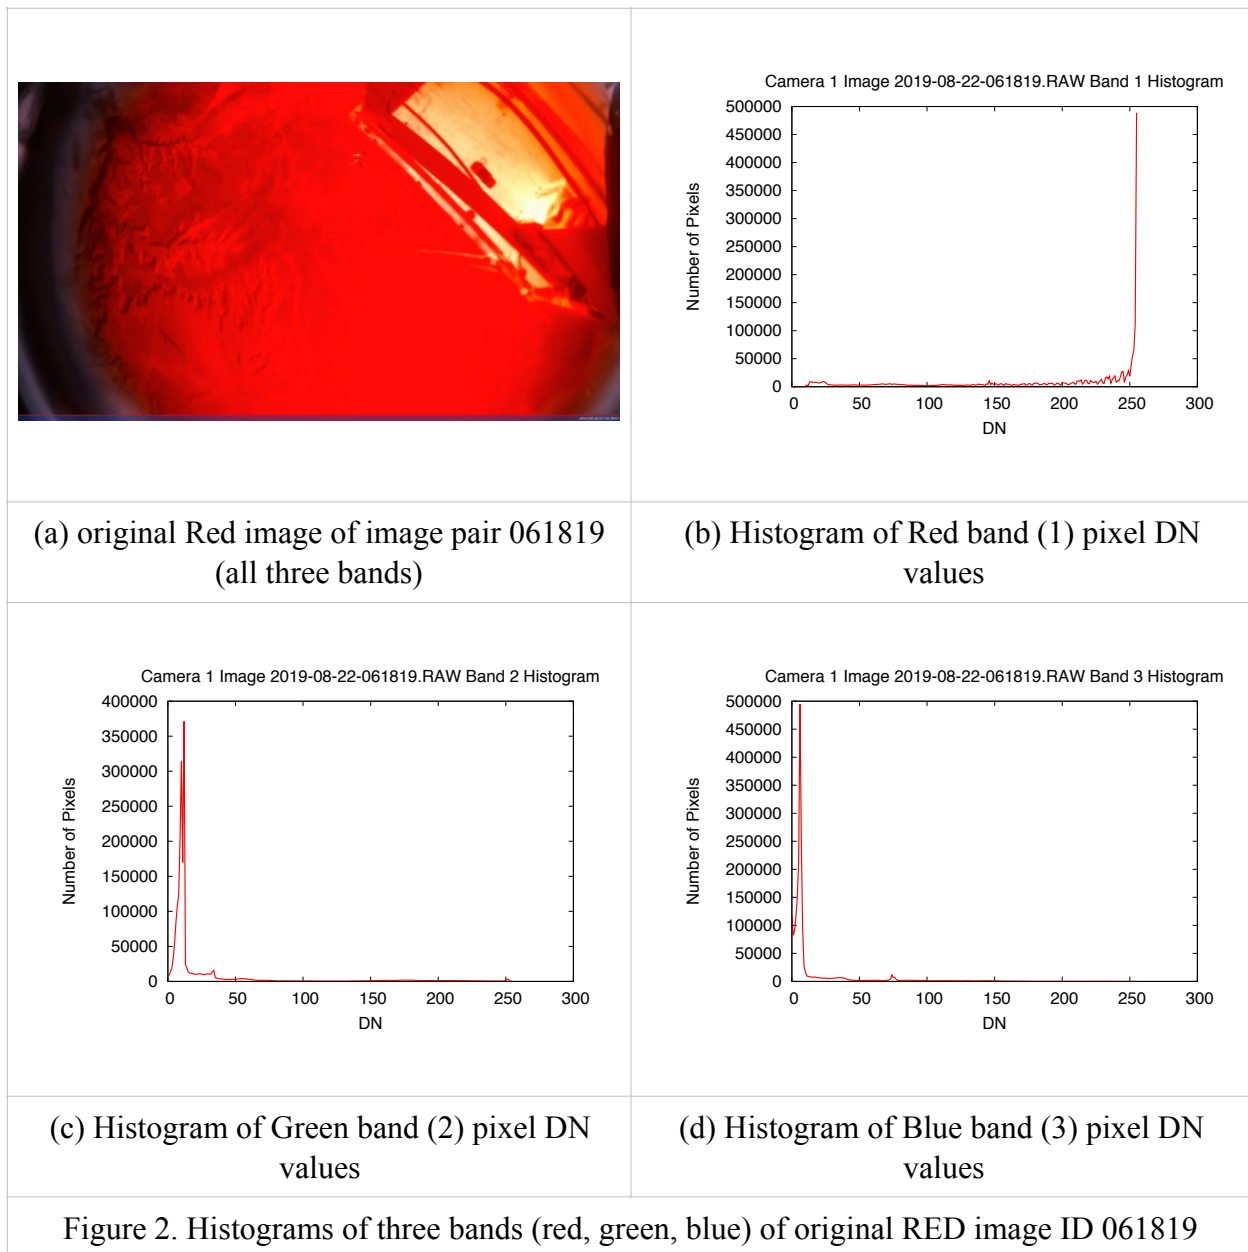 Camera 1 Image 2019-08-22-061819.RAW Band 1 Histogram
500000
450000
400000
350000
300000
250000
200000
150000
100000
50000
0
Number of Pixels
0 50 100 150 200 250 300
DN
(a) original Red image of image pair 061819
(all three bands)
(b) Histogram of Red band (1) pixel DN
values
Camera 1 Image 2019-08-22-061819.RAW Band 2 Histogram
400000
350000
300000
250000
200000
150000
100000
50000
0
Number of Pixels
0 50 100 150 200 250 300
DN
Camera 1 Image 2019-08-22-061819.RAW Band 3 Histogram
500000
450000
400000
350000
300000
250000
200000
150000
100000
50000
0
Number of Pixels
0 50 100 150 200 250 300
DN
(c) Histogram of Green band (2) pixel DN
values
(d) Histogram of Blue band (3) pixel DN
values
Figure 2. Histograms of three bands (red, green, blue) of original RED image ID 061819